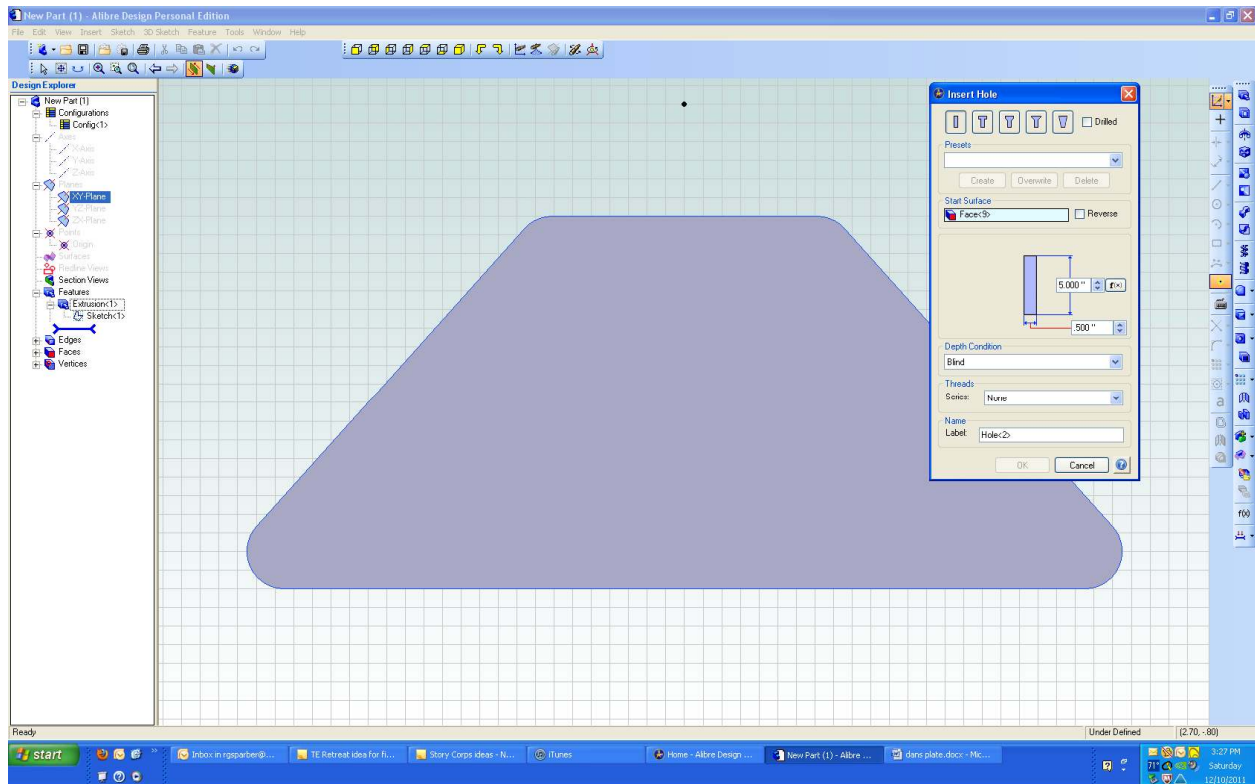 New Part (1) - Alibre Design Personal Edition
File Edit View Insert Sketch 3D Sketch Feature Tools Window Help
Design Explorer
New Part (1)
Configurations
Config<1>
Axes
X-Axis
Y-Axis
Z-Axis
Planes
XY-Plane
YZ-Plane
ZX-Plane
Points
Origin
Surfaces
Redline Views
Section Views
Features
Extrusion<1>
Sketch<1>
Edges
Faces
Vertices
Insert Hole
Drilled
Presets
Create Overwrite Delete
Start Surface
Face<9> Reverse
5.000 " f(x)
.500 "
Depth Condition
Blind
Threads
Series: None
Name
Label: Hole<2>
OK Cancel
a
f(x)
Ready
Under Defined (2.70, -.80)
start
Inbox in rgsparber@...
TE Retreat idea for fi...
Story Corps ideas - N...
iTunes
Home - Alibre Design ...
New Part (1) - Alibre ...
dans plate.docx - Mic...
3:27 PM
71° Saturday
12/10/2011